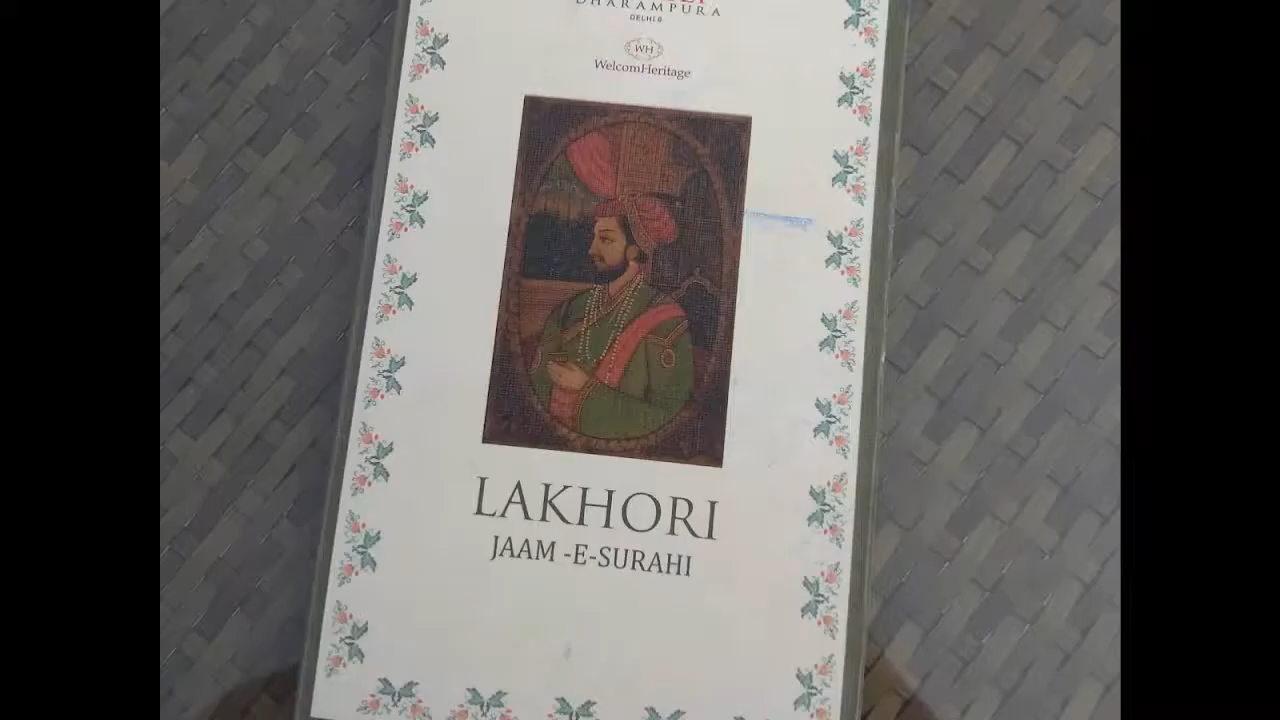 DHARAMPURA
DELHI 6
WH
WelcomHeritage
LAKHORI
JAAM -E-SURAHI